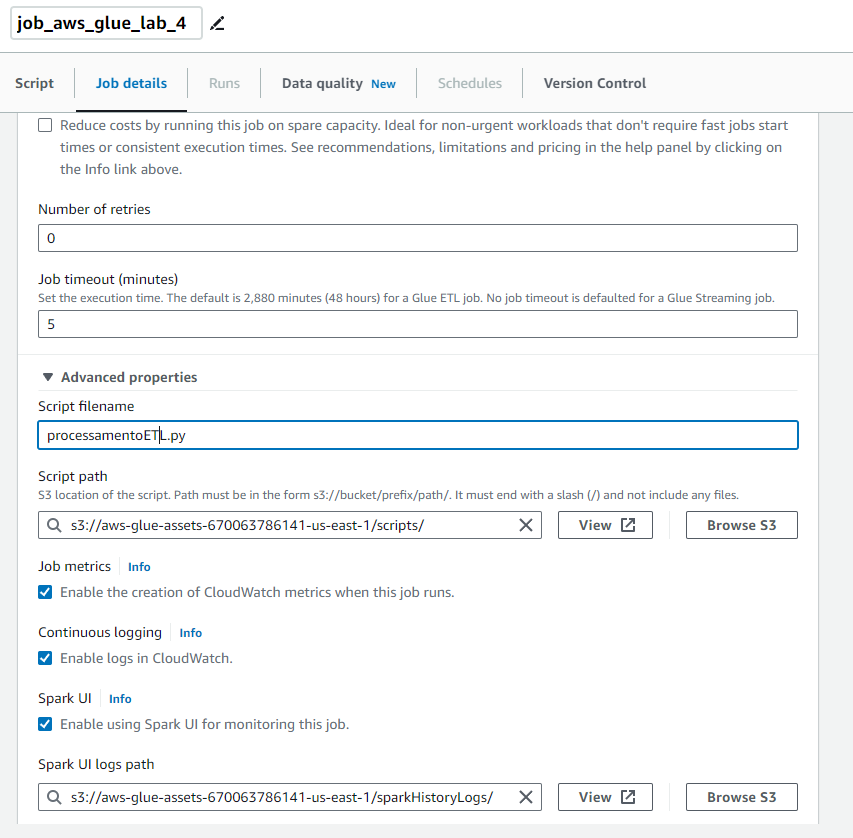 job_aws_glue_lab_4
Script Job details Runs Data quality New Schedules Version Control
Reduce costs by running this job on spare capacity. Ideal for non-urgent workloads that don't require fast jobs start
times or consistent execution times. See recommendations, limitations and pricing in the help panel by clicking on
the Info link above.
Number of retries
0
Job timeout (minutes)
Set the execution time. The default is 2,880 minutes (48 hours) for a Glue ETL job. No job timeout is defaulted for a Glue Streaming job.
5
Advanced properties
Script filename
processamentoETL.py
Script path
S3 location of the script. Path must be in the form s3://bucket/prefix/path/. It must end with a slash (/) and not include any files.
s3://aws-glue-assets-670063786141-us-east-1/scripts/ View Browse S3
Job metrics Info
Enable the creation of CloudWatch metrics when this job runs.
Continuous logging Info
Enable logs in CloudWatch.
Spark UI Info
Enable using Spark UI for monitoring this job.
Spark UI logs path
s3://aws-glue-assets-670063786141-us-east-1/sparkHistoryLogs/ View Browse S3